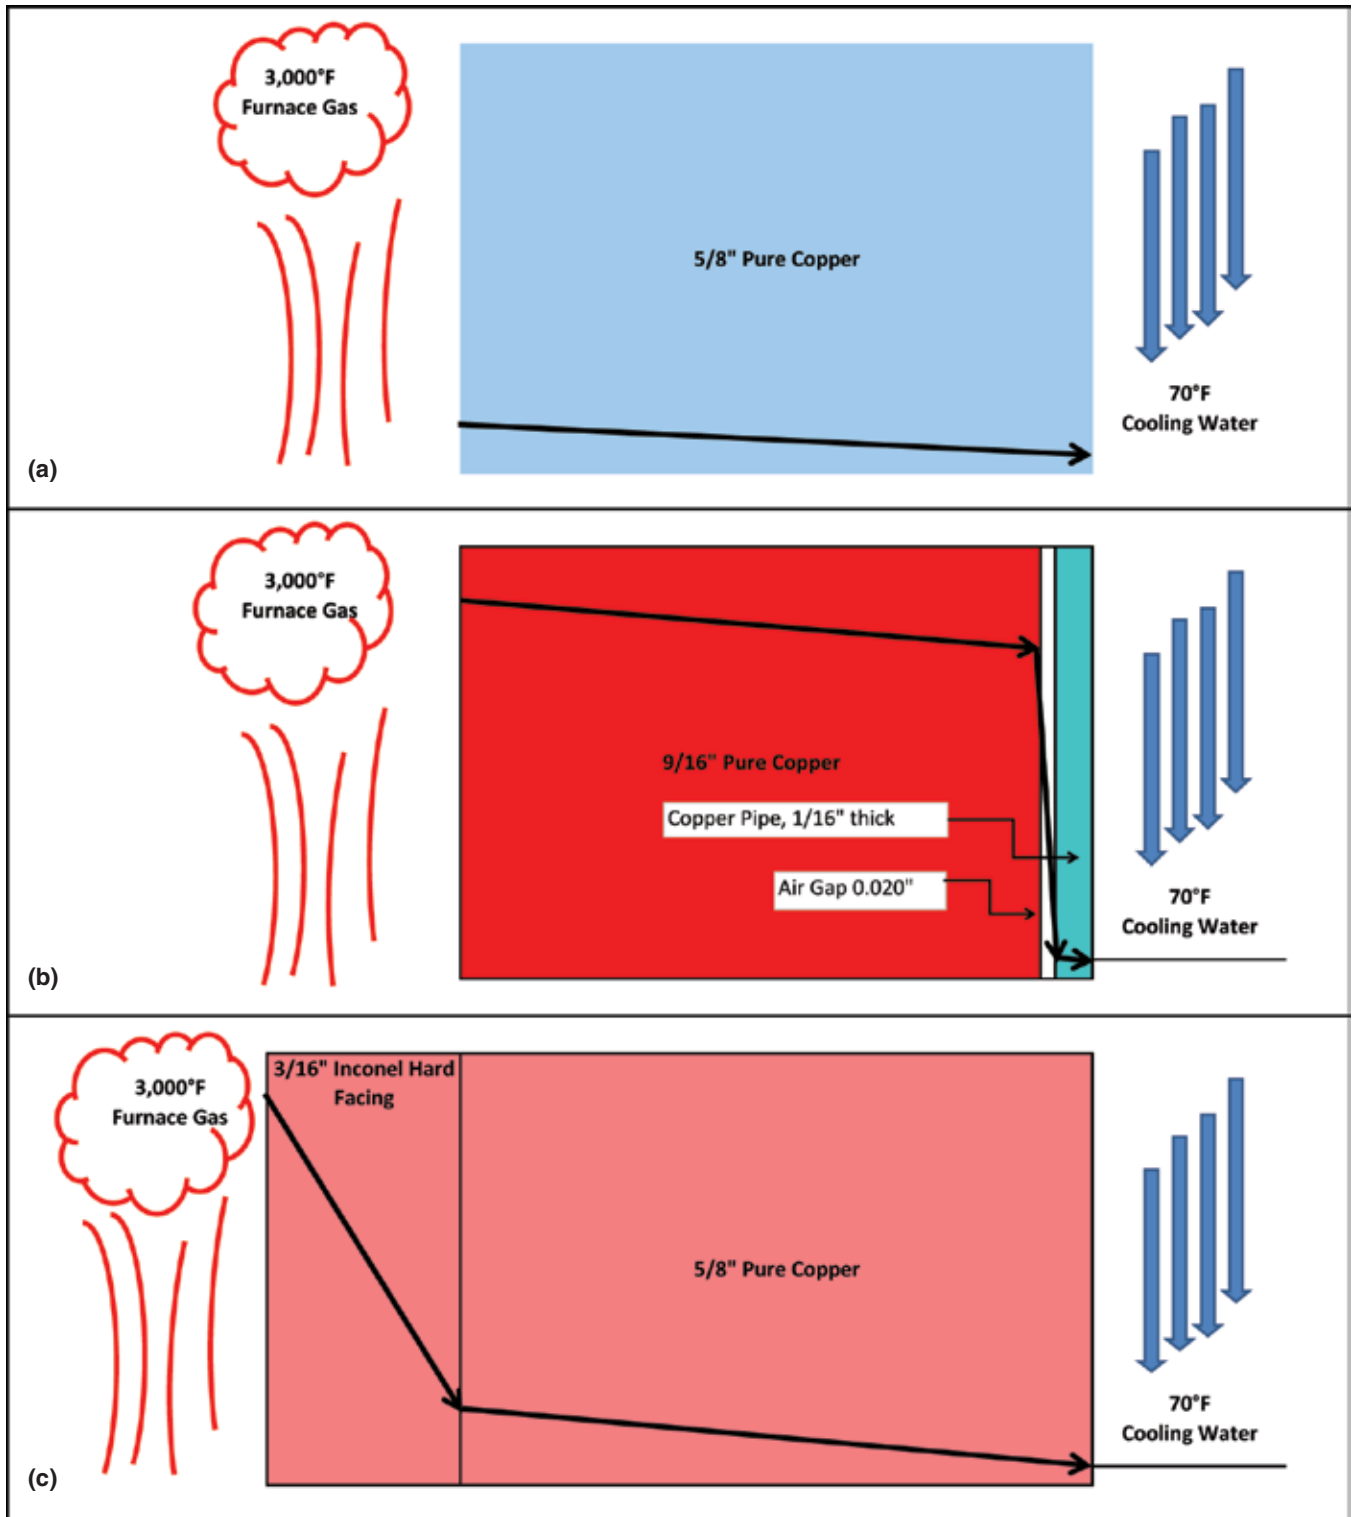 3,000°F
Furnace Gas
5/8" Pure Copper
70°F
Cooling Water
(a)
3,000°F
Furnace Gas
9/16" Pure Copper
Copper Pipe, 1/16" thick
Air Gap 0.020"
70°F
Cooling Water
(b)
3/16" Inconel Hard
Facing
3,000°F
Furnace Gas
5/8" Pure Copper
70°F
Cooling Water
(c)